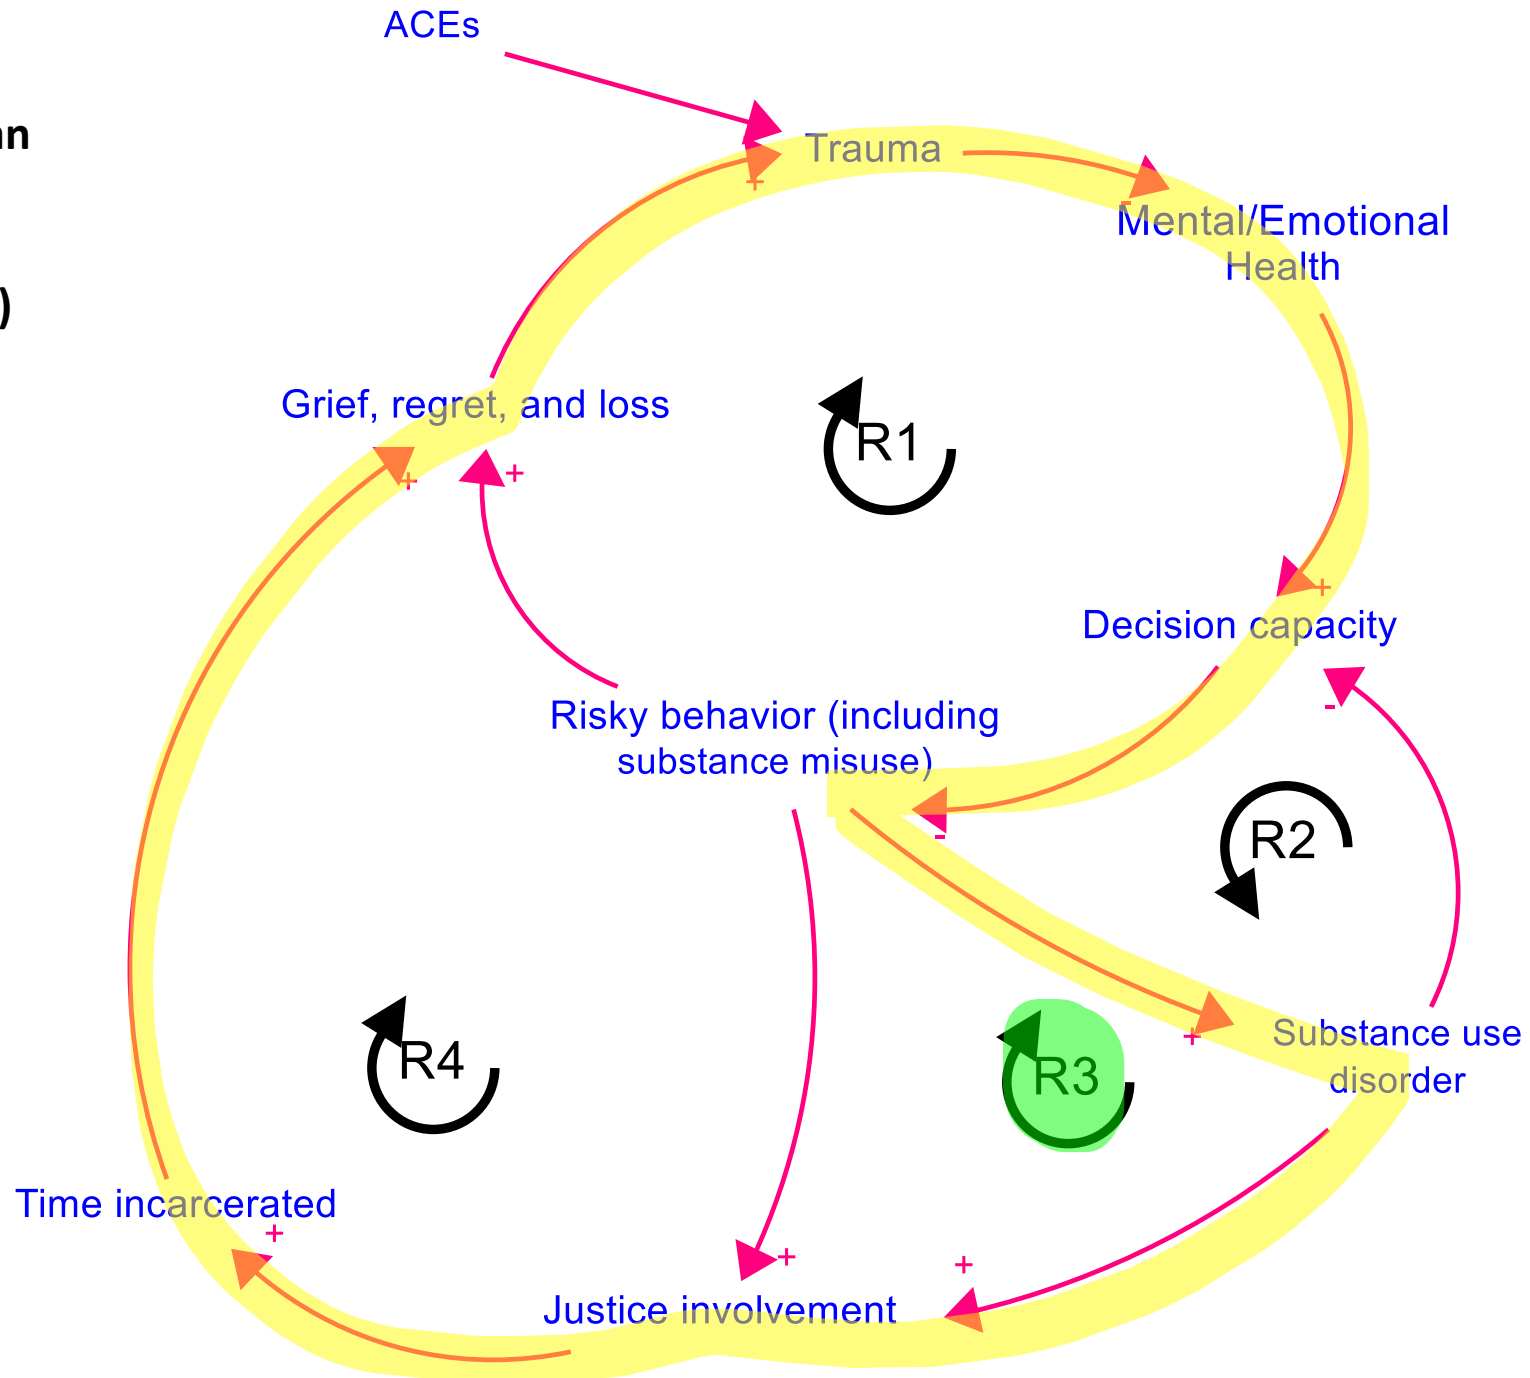 ACEs
an
Trauma
+
-
Mental/Emotional
Health
)
Grief, regret, and loss
R1
+
+
+
Decision capacity
-
Risky behavior (including
substance misuse)
-
R2
+
Substance use
disorder
R4
R3
Time incarcerated
+
+
+
Justice involvement